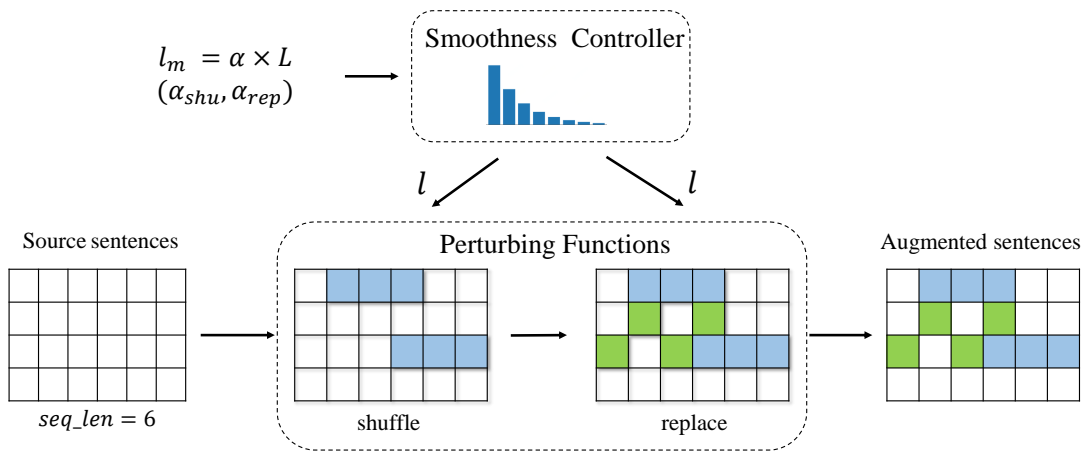 Smoothness Controller
l_m = α × L
(α_shu, α_rep)
l
l
Source sentences
Perturbing Functions
Augmented sentences
seq_len = 6
shuffle
replace